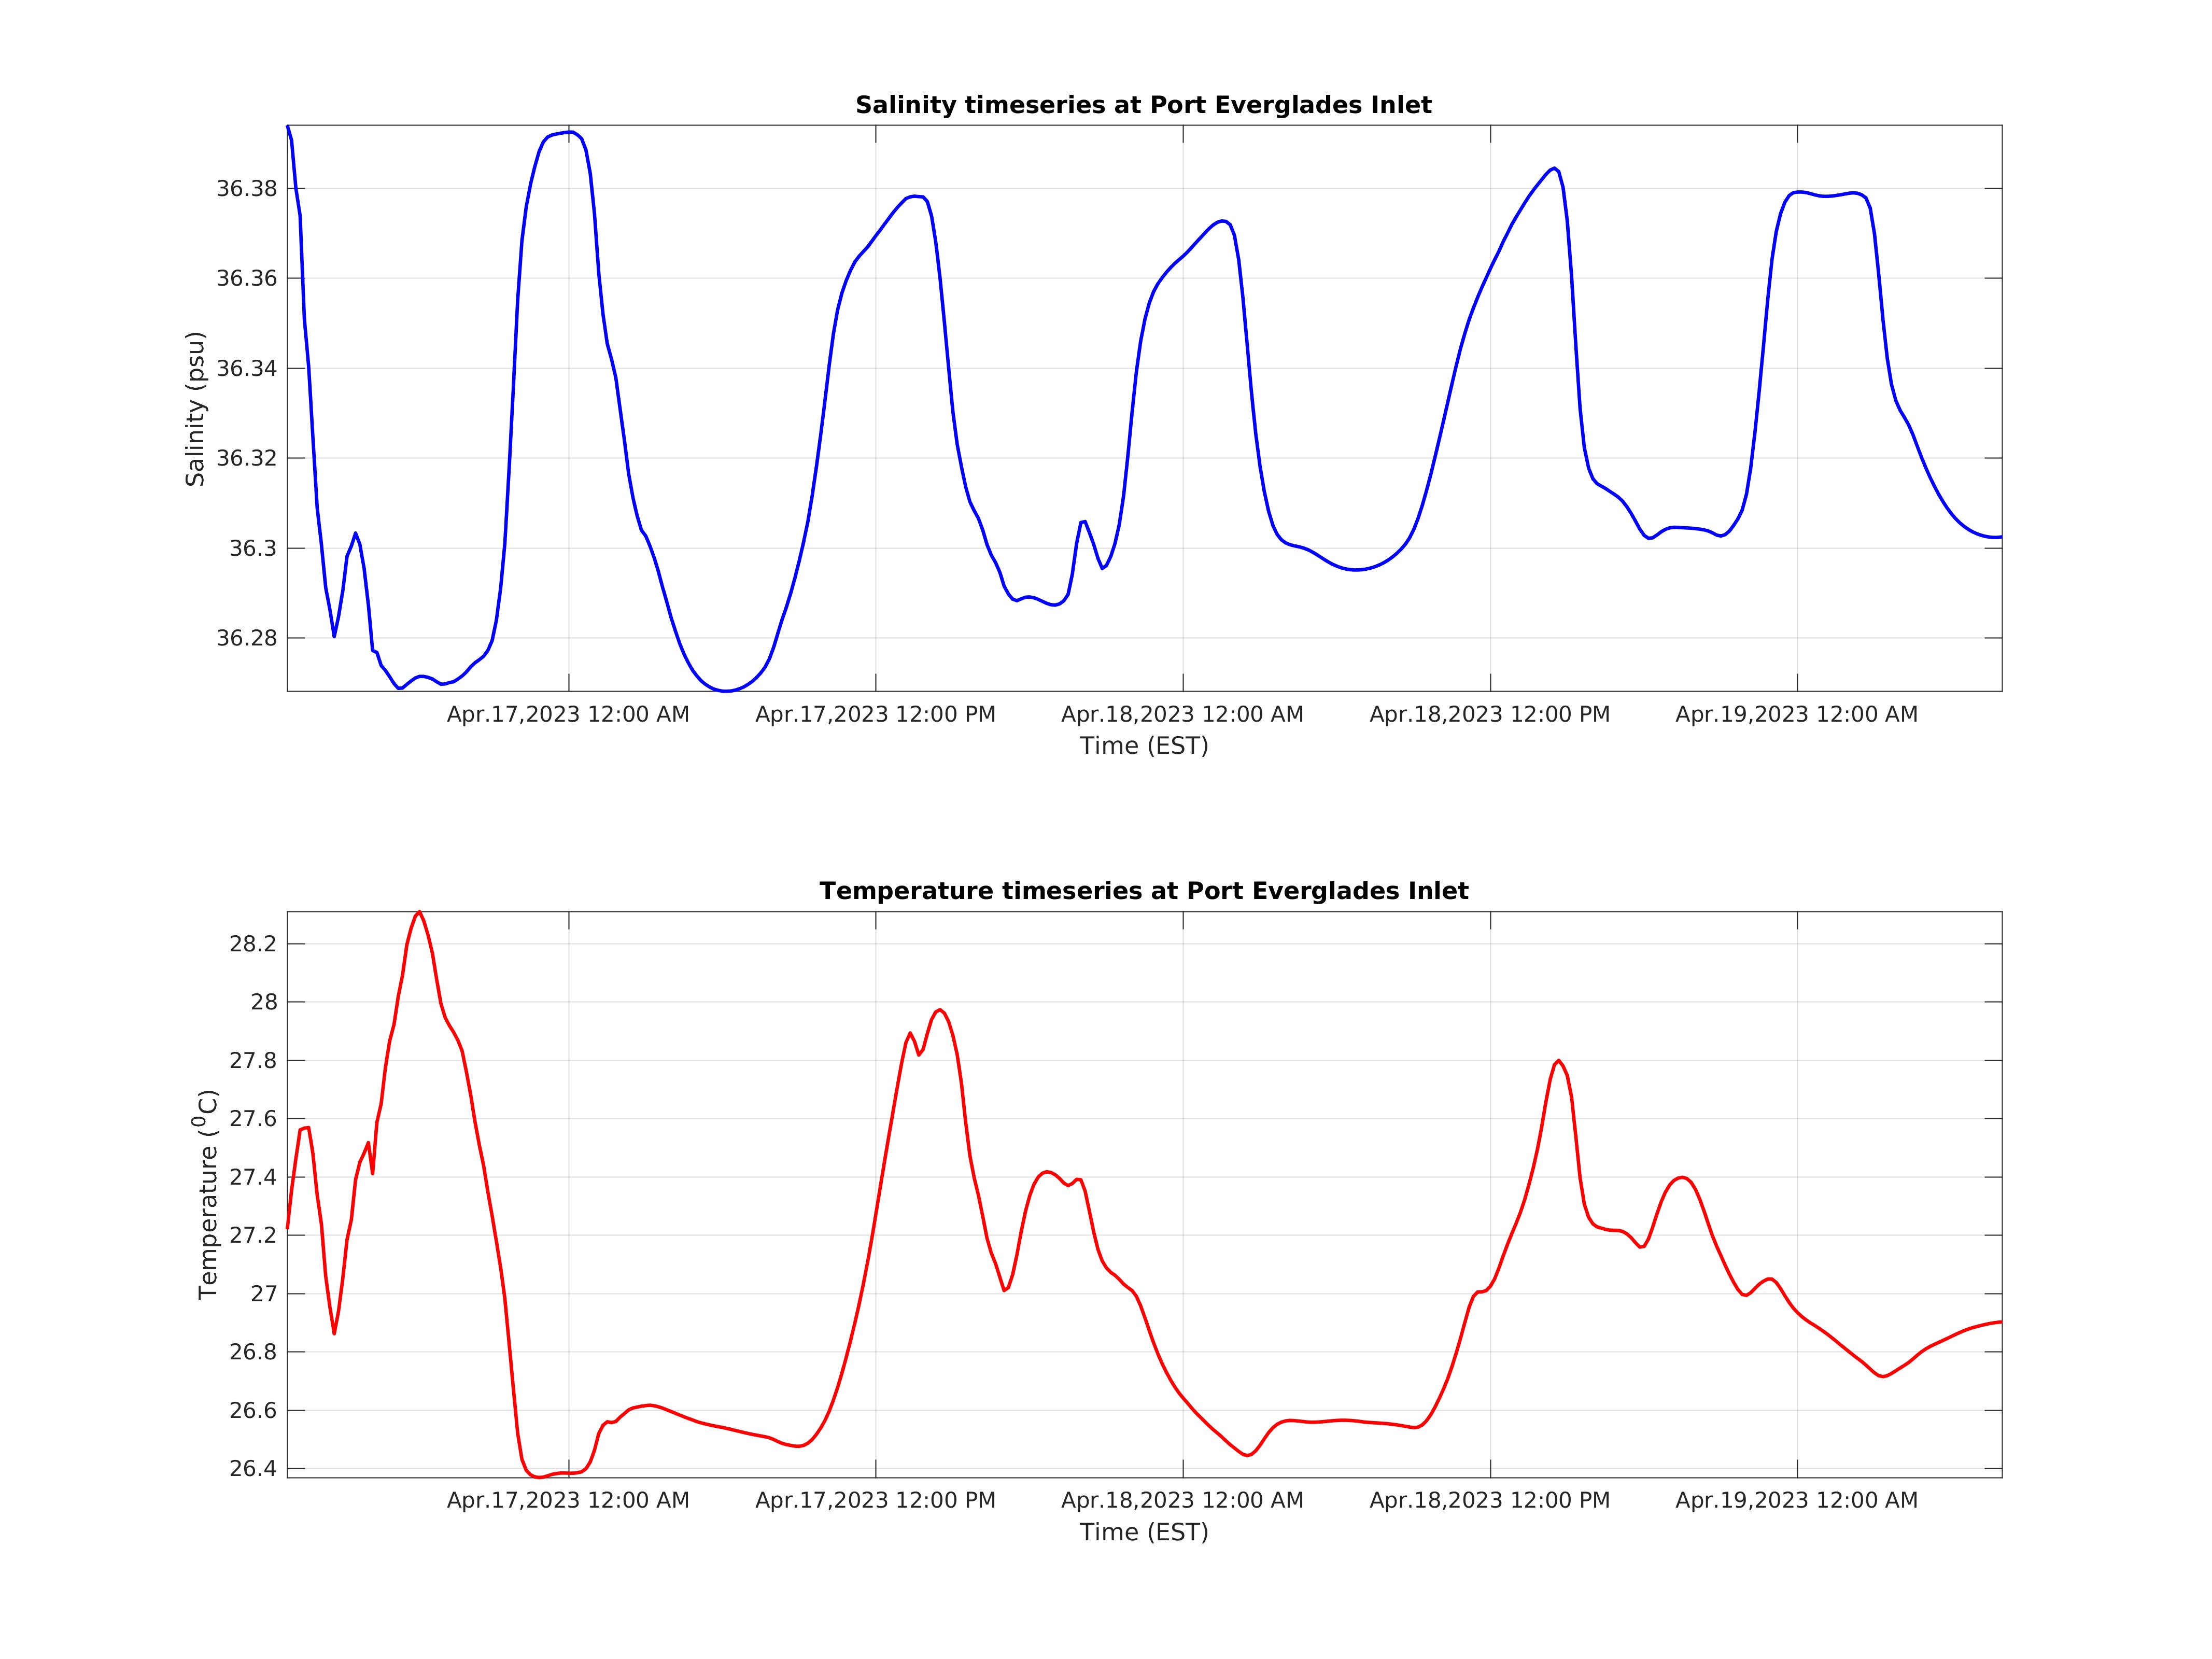 Salinity timeseries at Port Everglades Inlet
36.38
36.36
36.34
36.32
36.3
36.28
Salinity (psu)
Apr.17,2023 12:00 AM Apr.17,2023 12:00 PM Apr.18,2023 12:00 AM Apr.18,2023 12:00 PM Apr.19,2023 12:00 AM
Time (EST)
Temperature timeseries at Port Everglades Inlet
28.2
28
27.8
27.6
27.4
27.2
27
26.8
26.6
26.4
Temperature (⁰C)
Apr.17,2023 12:00 AM Apr.17,2023 12:00 PM Apr.18,2023 12:00 AM Apr.18,2023 12:00 PM Apr.19,2023 12:00 AM
Time (EST)